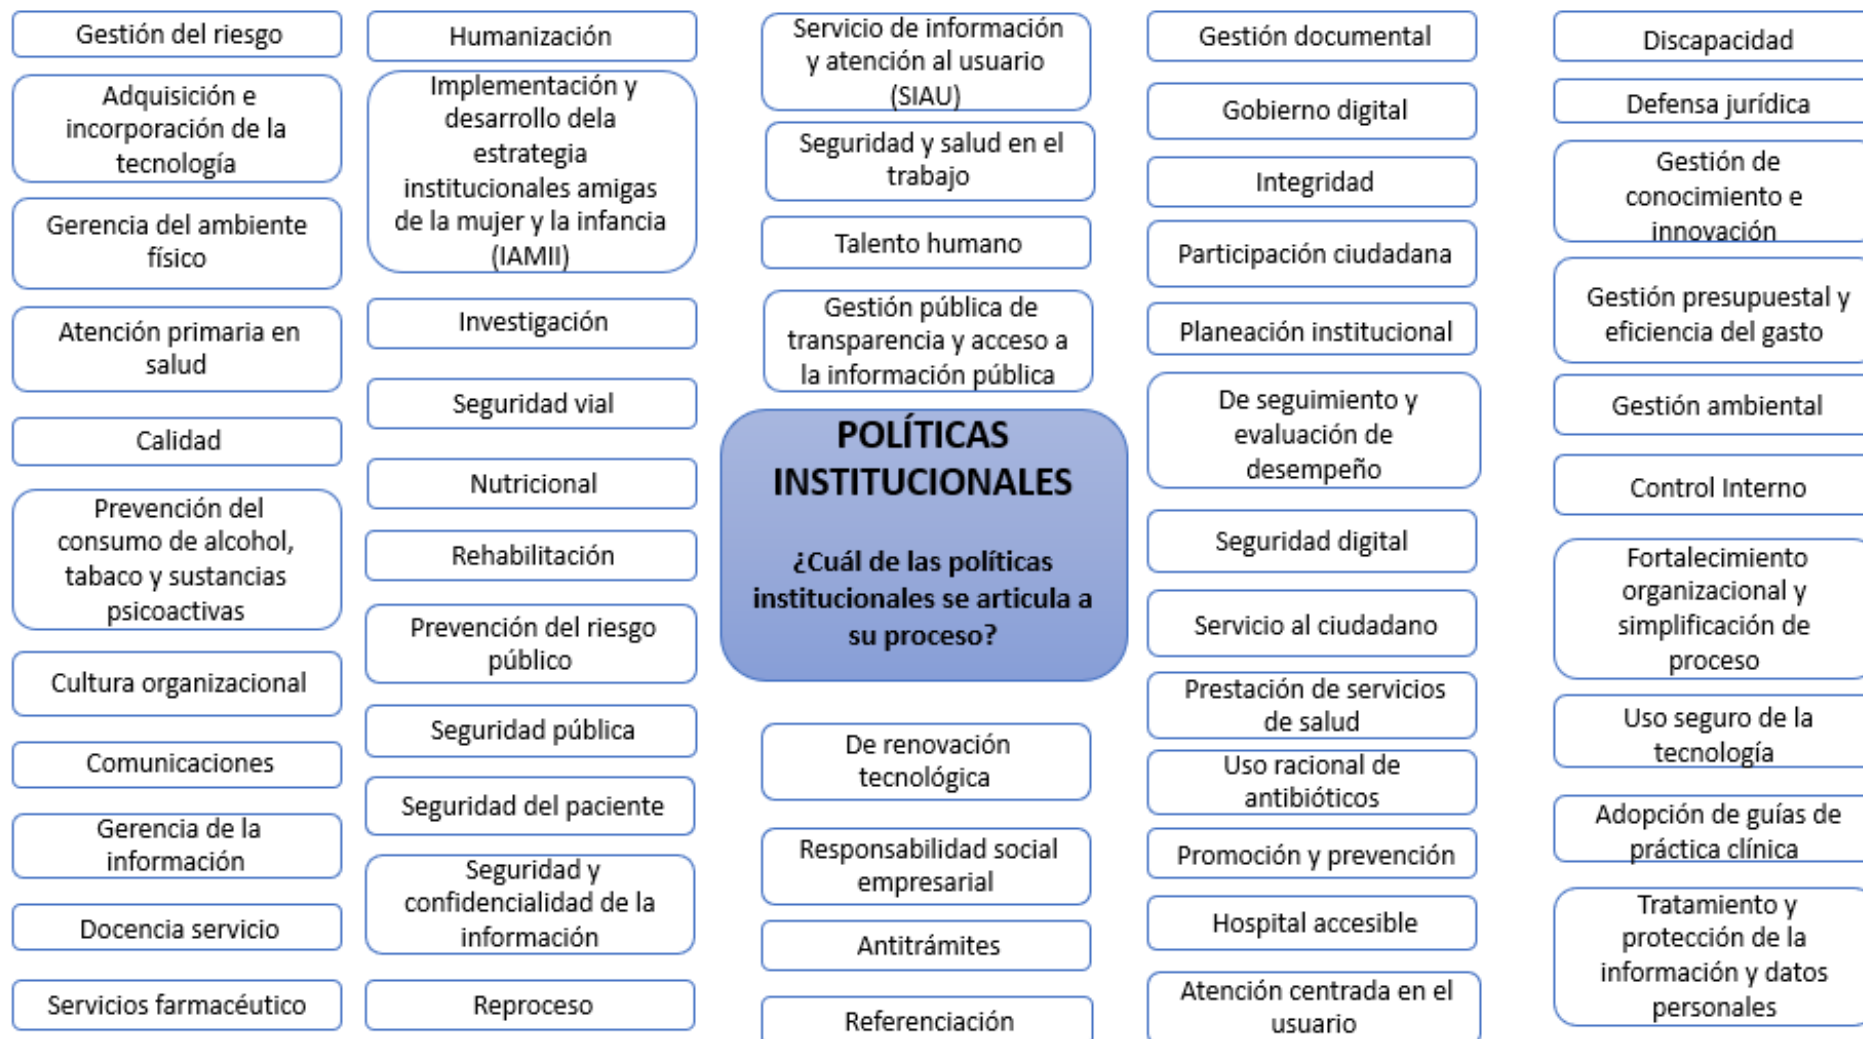 Gestión del riesgo
Adquisición e
incorporación de la
tecnología
Gerencia del ambiente
físico
Atención primaria en
salud
Calidad
Prevención del
consumo de alcohol,
tabaco y sustancias
psicoactivas
Cultura organizacional
Comunicaciones
Gerencia de la
información
Docencia servicio
Servicios farmacéutico
Humanización
Implementación y
desarrollo dela
estrategia
institucionales amigas
de la mujer y la infancia
(IAMII)
Investigación
Seguridad vial
Nutricional
Rehabilitación
Prevención del riesgo
público
Seguridad pública
Seguridad del paciente
Seguridad y
confidencialidad de la
información
Reproceso
Servicio de información
y atención al usuario
(SIAU)
Seguridad y salud en el
trabajo
Talento humano
Gestión pública de
transparencia y acceso a
la información pública
POLÍTICAS
INSTITUCIONALES
¿Cuál de las políticas
institucionales se articula a
su proceso?
De renovación
tecnológica
Responsabilidad social
empresarial
Antitrámites
Referenciación
Gestión documental
Gobierno digital
Integridad
Participación ciudadana
Planeación institucional
De seguimiento y
evaluación de
desempeño
Seguridad digital
Servicio al ciudadano
Prestación de servicios
de salud
Uso racional de
antibióticos
Promoción y prevención
Hospital accesible
Atención centrada en el
usuario
Discapacidad
Defensa jurídica
Gestión de
conocimiento e
innovación
Gestión presupuestal y
eficiencia del gasto
Gestión ambiental
Control Interno
Fortalecimiento
organizacional y
simplificación de
proceso
Uso seguro de la
tecnología
Adopción de guías de
práctica clínica
Tratamiento y
protección de la
información y datos
personales